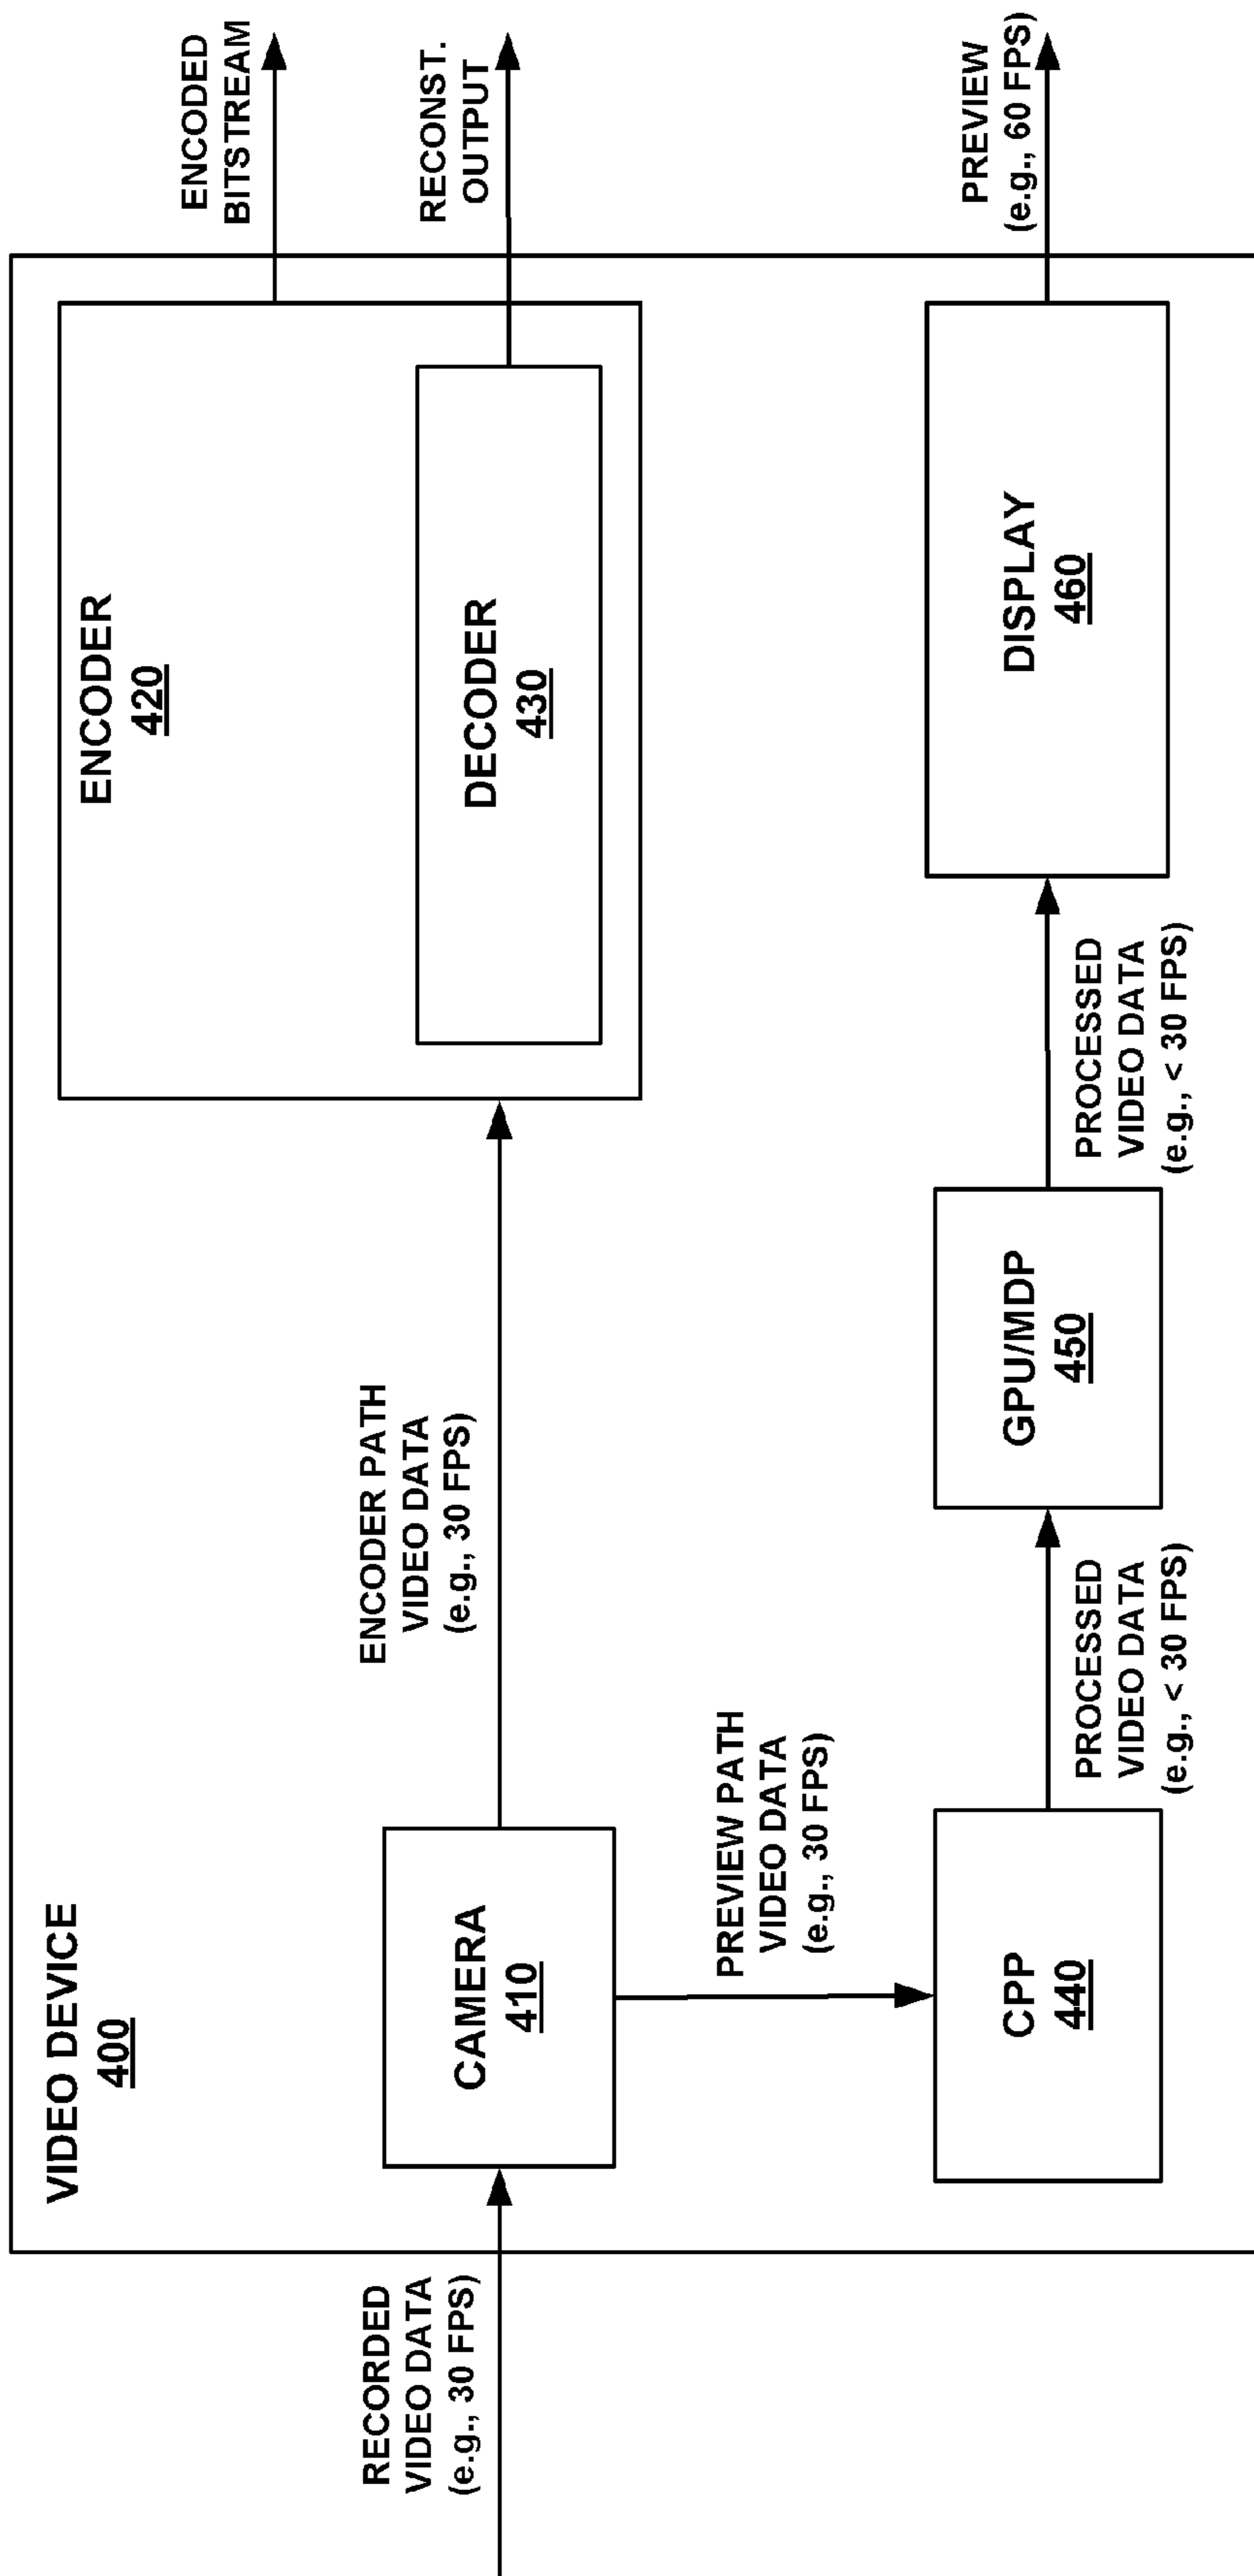 VIDEO DEVICE
400
RECORDED
VIDEO DATA
(e.g., 30 FPS)
CAMERA
410
ENCODER PATH
VIDEO DATA
(e.g., 30 FPS)
ENCODER
420
DECODER
430
ENCODED
BITSTREAM
RECONST.
OUTPUT
PREVIEW PATH
VIDEO DATA
(e.g., 30 FPS)
CPP
440
PROCESSED
VIDEO DATA
(e.g., < 30 FPS)
GPU/MDP
450
PROCESSED
VIDEO DATA
(e.g., < 30 FPS)
DISPLAY
460
PREVIEW
(e.g., 60 FPS)